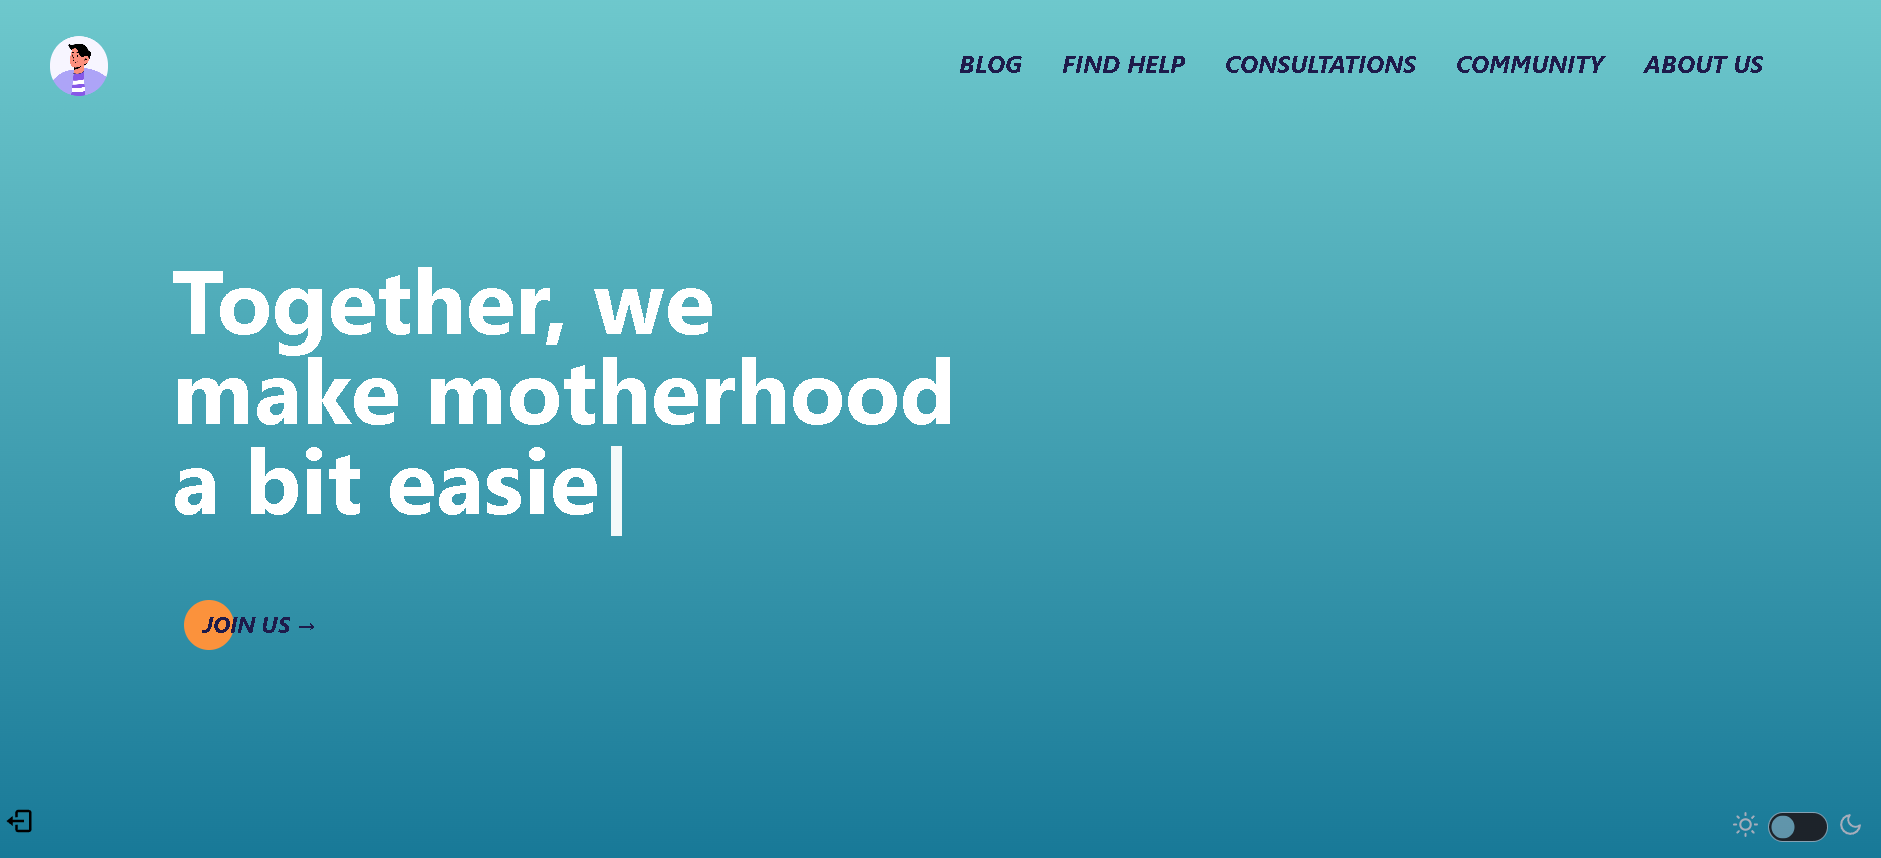 BLOG FIND HELP CONSULTATIONS COMMUNITY ABOUT US
Together, we
make motherhood
a bit easie|
JOIN US →